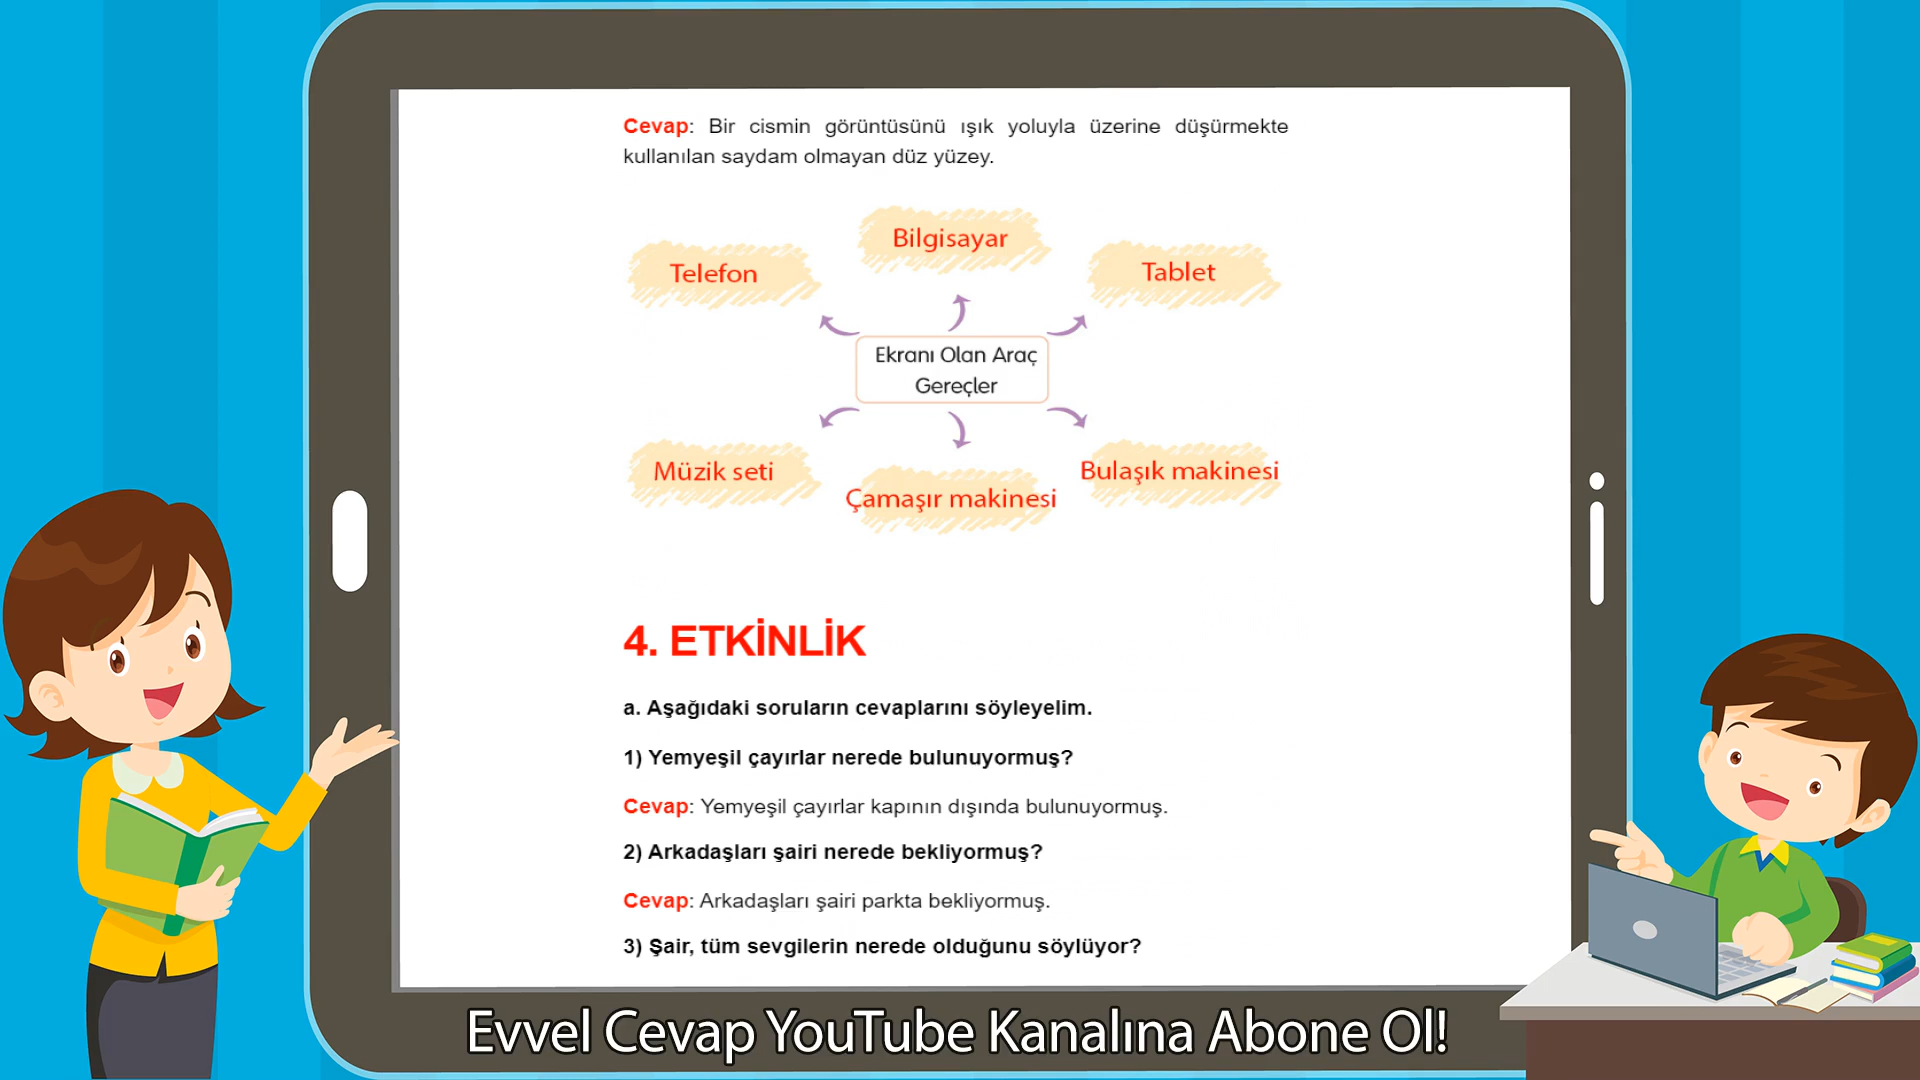 Cevap: Bir cismin görüntüsünü ışık yoluyla üzerine düşürmekte
kullanılan saydam olmayan düz yüzey.
Bilgisayar
Telefon
Tablet
Ekranı Olan Araç
Gereçler
Müzik seti
Çamaşır makinesi
Bulaşık makinesi
4. ETKİNLİK
a. Aşağıdaki soruların cevaplarını söyleyelim.
1) Yemyeşil çayırlar nerede bulunuyormuş?
Cevap: Yemyeşil çayırlar kapının dışında bulunuyormuş.
2) Arkadaşları şairi nerede bekliyormuş?
Cevap: Arkadaşları şairi parkta bekliyormuş.
3) Şair, tüm sevgilerin nerede olduğunu söylüyor?
Evvel Cevap YouTube Kanalına Abone Ol!